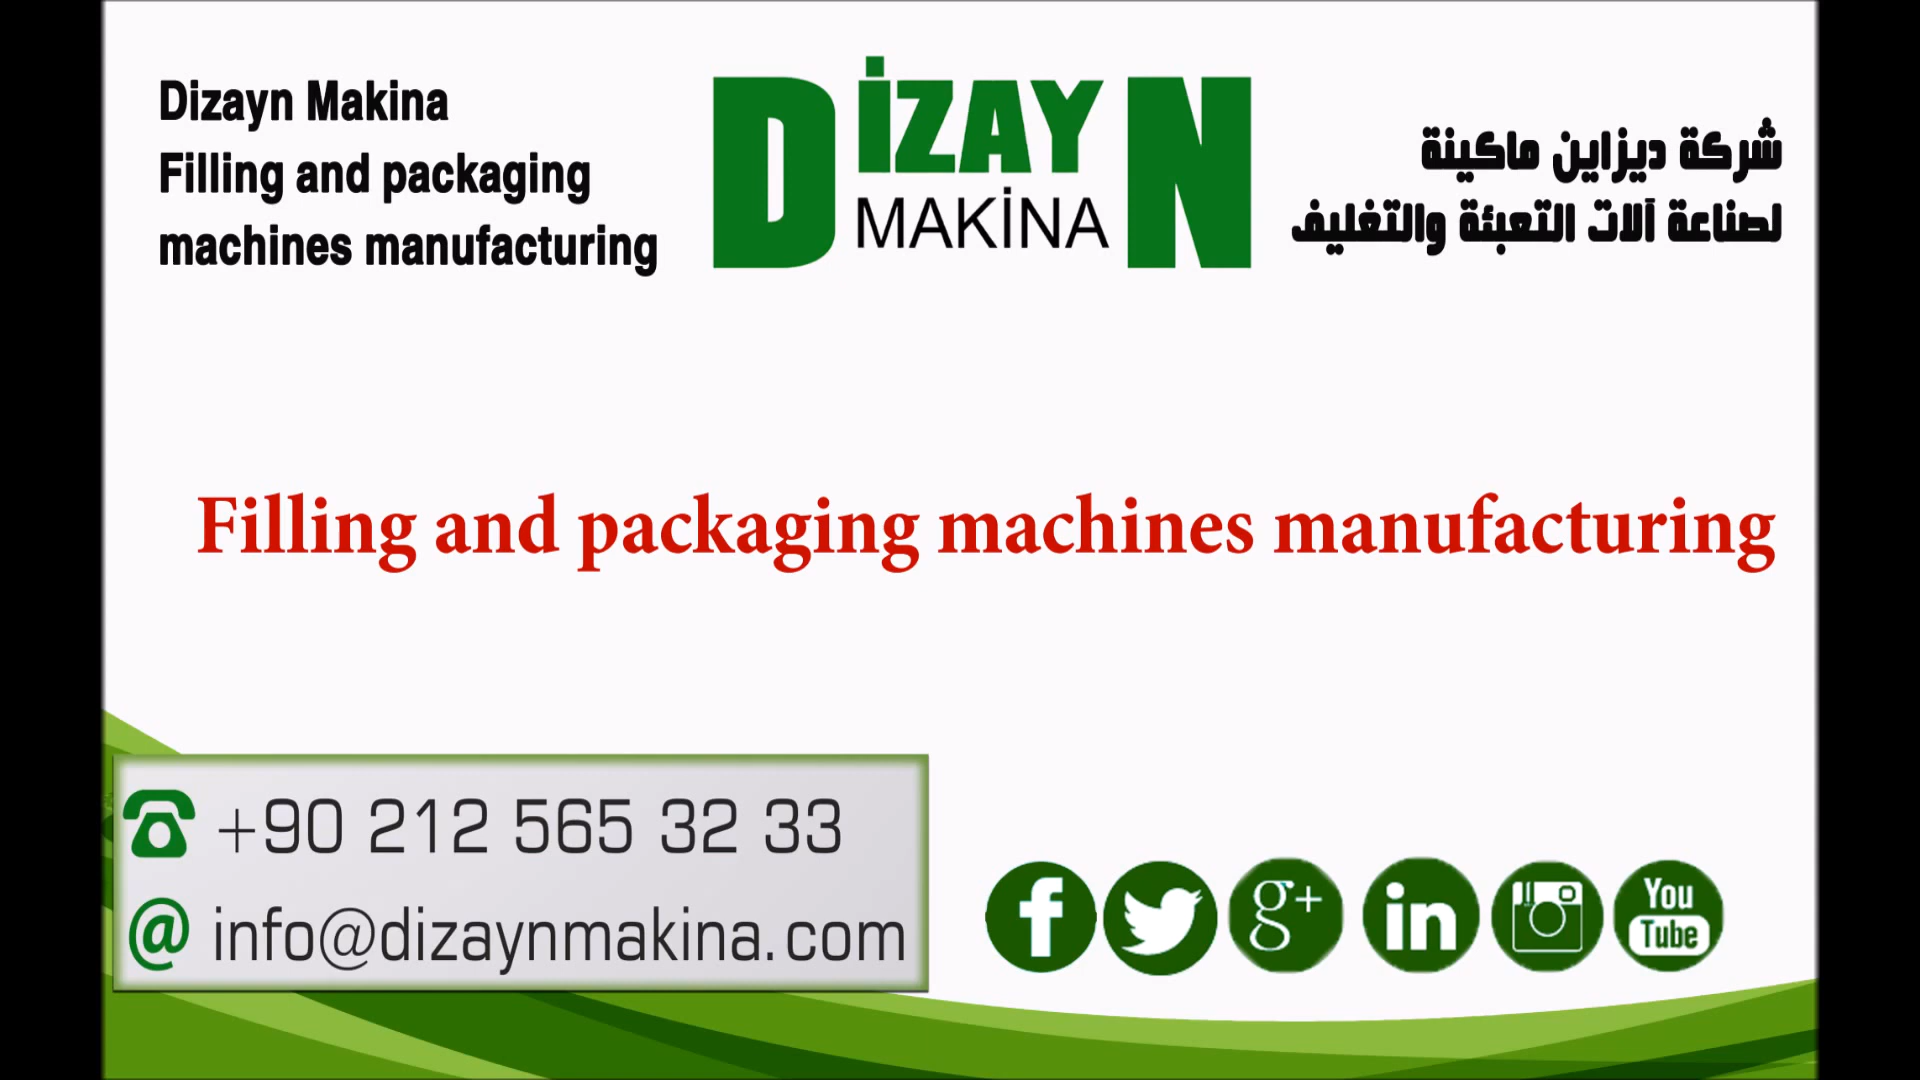 Dizayn Makina
Filling and packaging
machines manufacturing
DİZAYN
MAKİNA
شركة ديزاين ماكينة
لصناعة آلات التعبئة والتغليف
Filling and packaging machines manufacturing
+90 212 565 32 33
@ info@dizaynmakina.com
f
g+
in
You
Tube